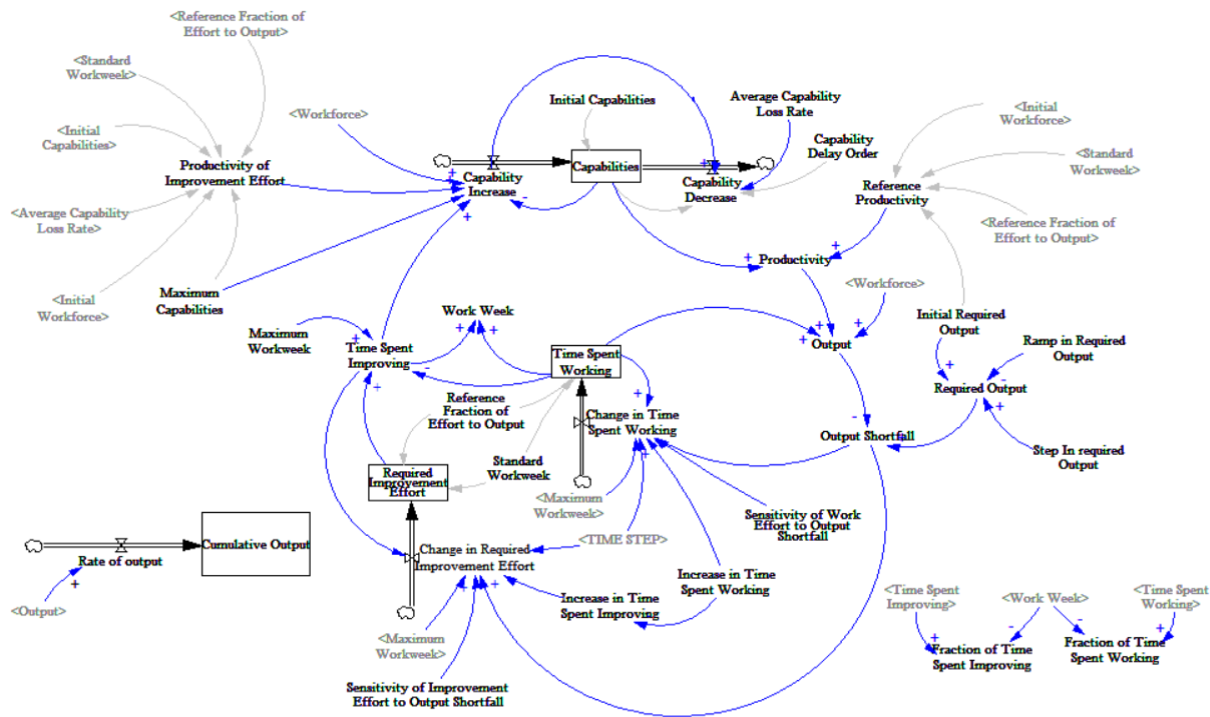 <Reference Fraction of
Effort to Output>
<Standard
Workweek>
<Initial
Capabilities>
Productivity of
Improvement Effort
<Average Capability
Loss Rate>
<Initial
Workforce>
Maximum
Capabilities
<Workforce>
Initial Capabilities
Average Capability
Loss Rate
Capability
Delay Order
Capabilities
Capability
Increase
Capability
Decrease
<Initial
Workforce>
<Standard
Workweek>
Reference
Productivity
<Reference Fraction of
Effort to Output>
Productivity
<Workforce>
Maximum
Workweek
Work Week
Time Spent
Improving
Time Spent
Working
Output
Initial Required
Output
Ramp in Required
Output
Required Output
Step In required
Output
Reference
Fraction of
Effort to Output
Change in Time
Spent Working
Output Shortfall
Standard
Workweek
Required
Improvement
Effort
<Maximum
Workweek>
Sensitivity of Work
Effort to Output
Shortfall
<TIME STEP>
Cumulative Output
Rate of output
<Output>
Change in Required
Improvement Effort
Increase in Time
Spent Improving
Increase in Time
Spent Working
<Maximum
Workweek>
Sensitivity of Improvement
Effort to Output Shortfall
<Time Spent
Improving>
<Work Week>
<Time Spent
Working>
Fraction of Time
Spent Improving
Fraction of Time
Spent Working